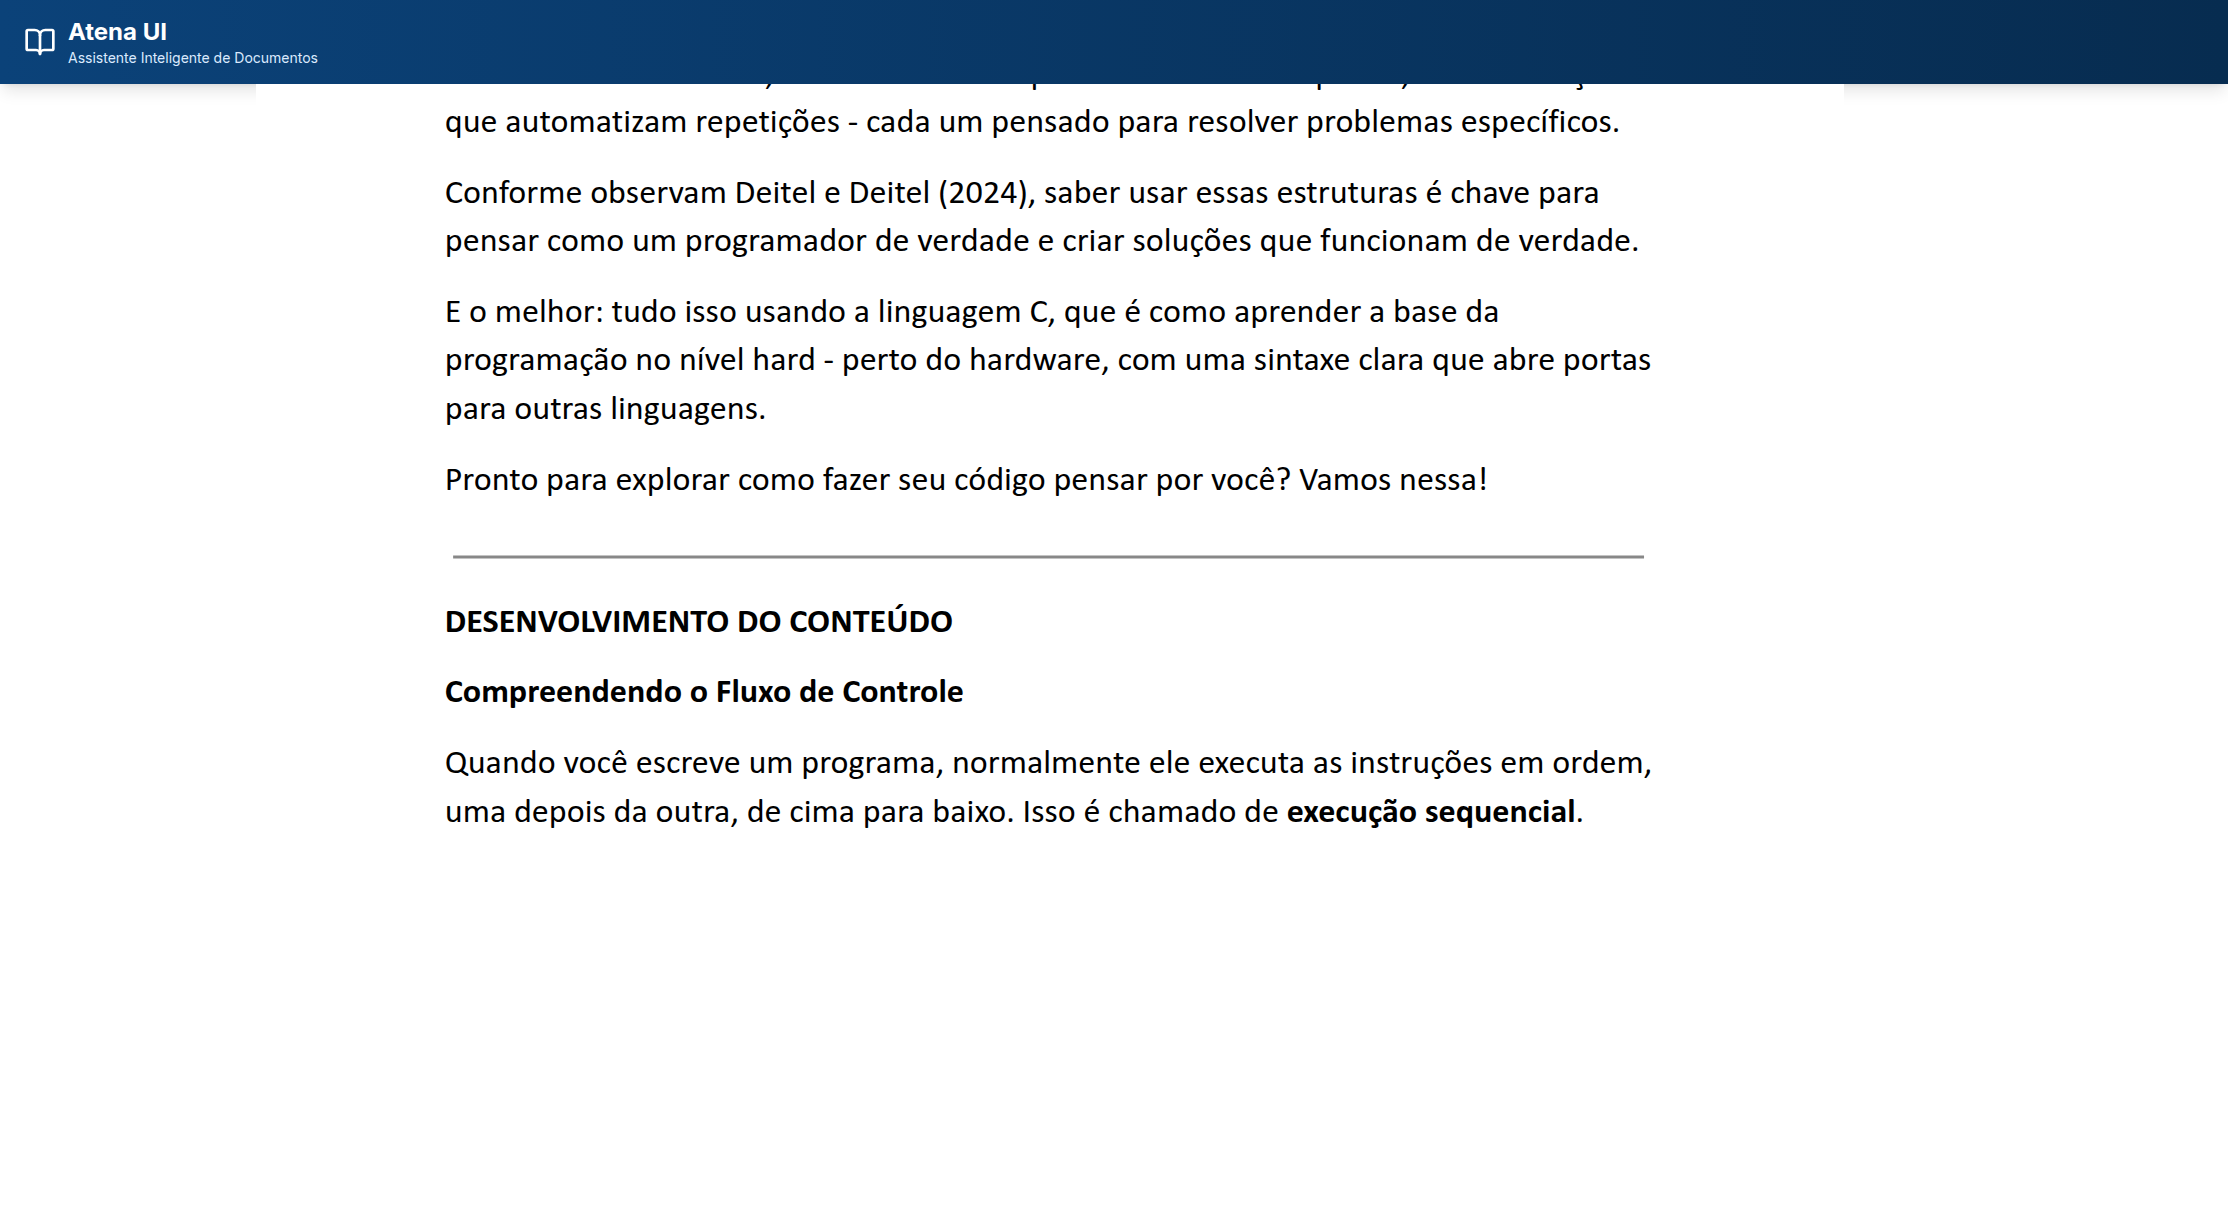 Atena UI
Assistente Inteligente de Documentos
que automatizam repetições - cada um pensado para resolver problemas específicos.
Conforme observam Deitel e Deitel (2024), saber usar essas estruturas é chave para
pensar como um programador de verdade e criar soluções que funcionam de verdade.
E o melhor: tudo isso usando a linguagem C, que é como aprender a base da
programação no nível hard - perto do hardware, com uma sintaxe clara que abre portas
para outras linguagens.
Pronto para explorar como fazer seu código pensar por você? Vamos nessa!
DESENVOLVIMENTO DO CONTEÚDO
Compreendendo o Fluxo de Controle
Quando você escreve um programa, normalmente ele executa as instruções em ordem,
uma depois da outra, de cima para baixo. Isso é chamado de execução sequencial.